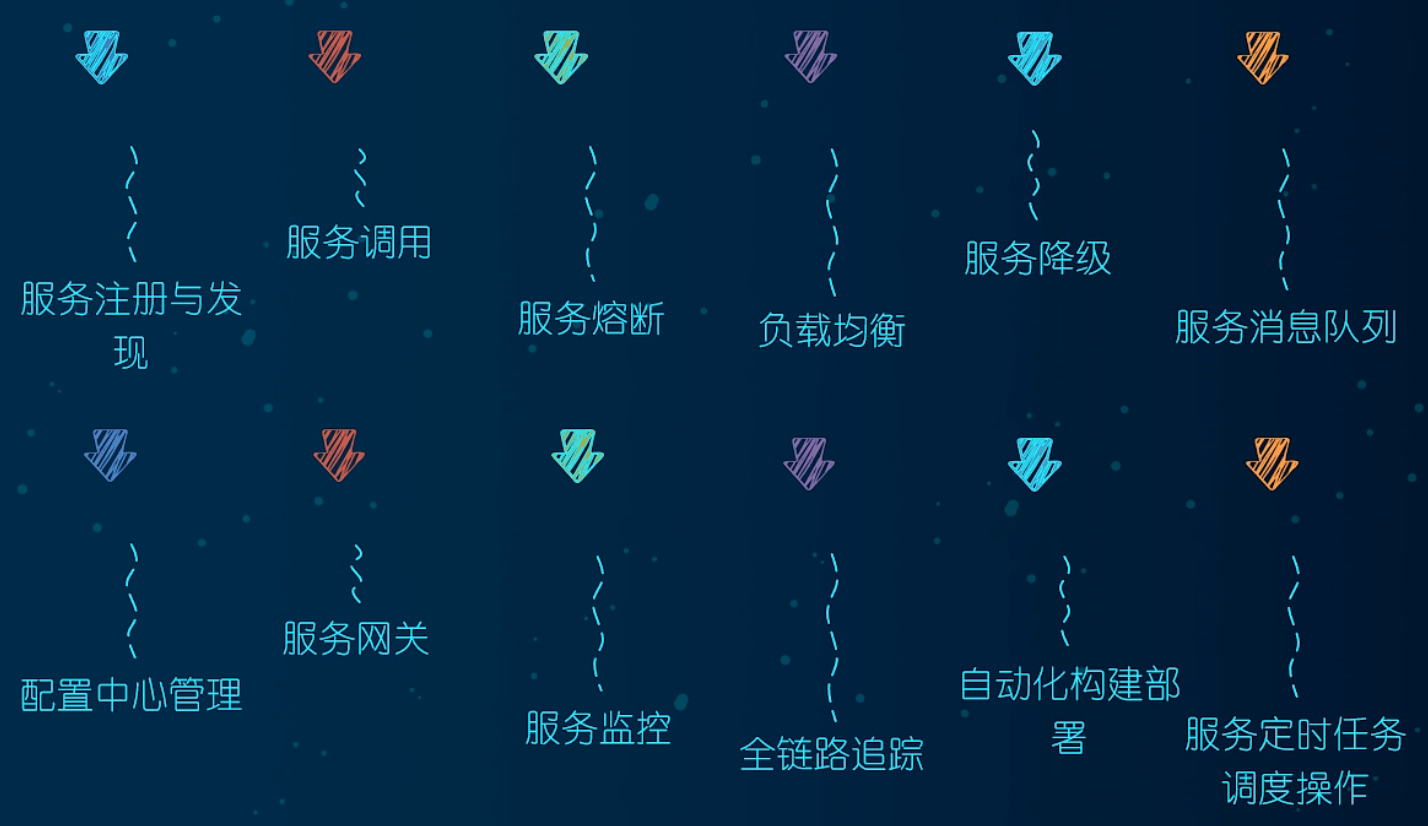 服务注册与发
现
服务调用
服务熔断
负载均衡
服务降级
服务消息队列
配置中心管理
服务网关
服务监控
全链路追踪
自动化构建部
署
服务定时任务
调度操作